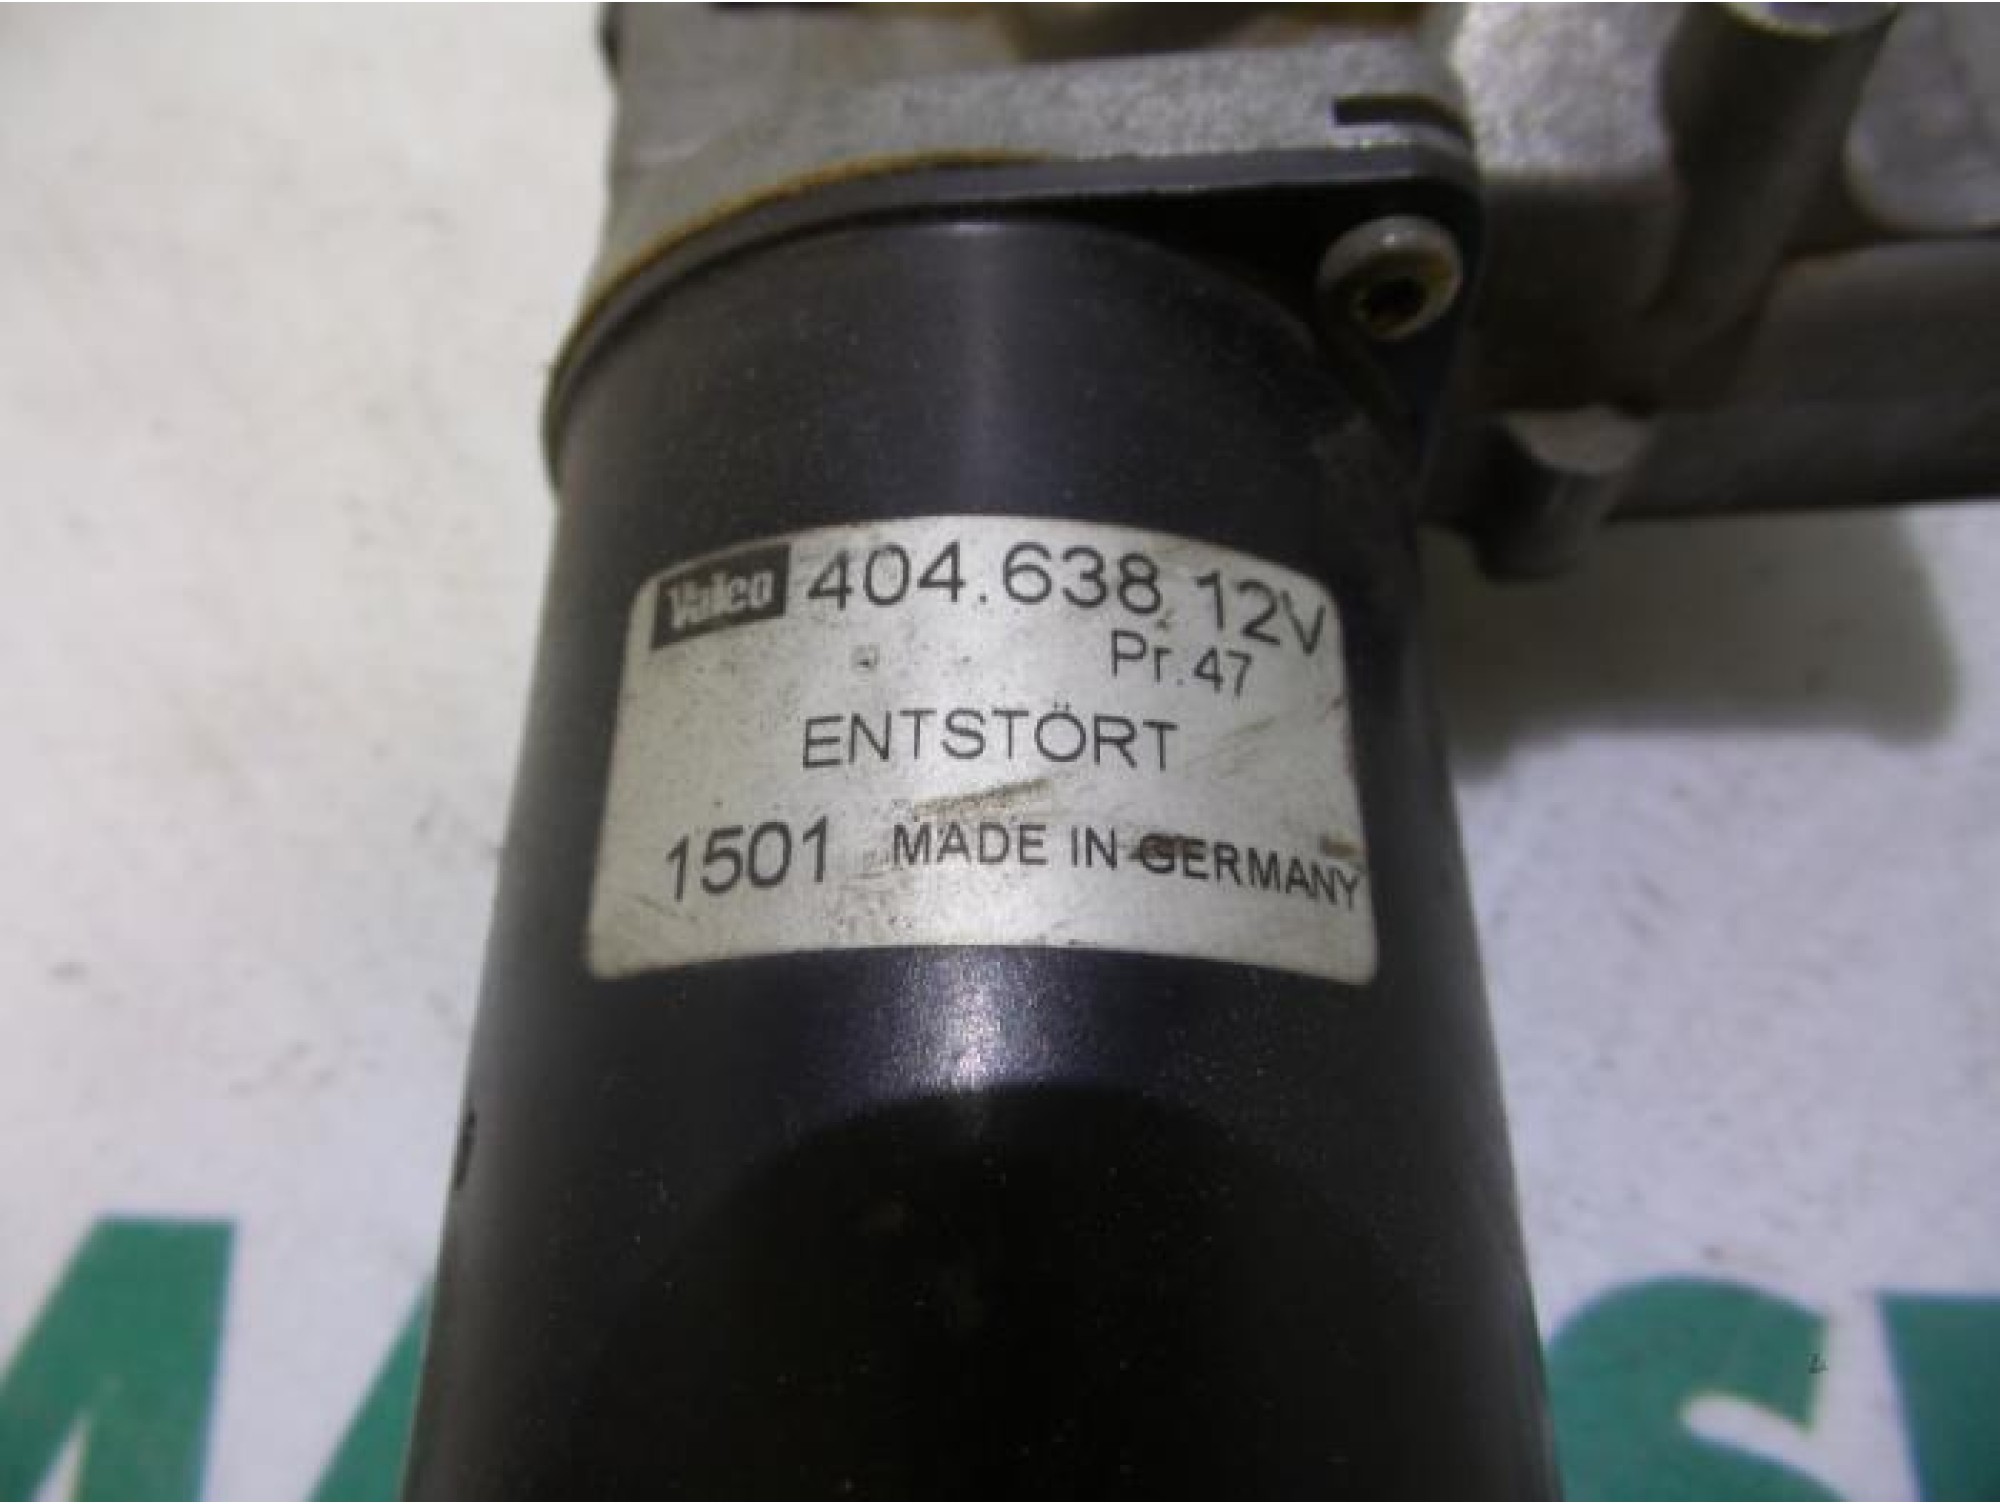 Valeo 404.638 12V
Pr.47
ENTSTÖRT
1501 MADE IN GERMANY